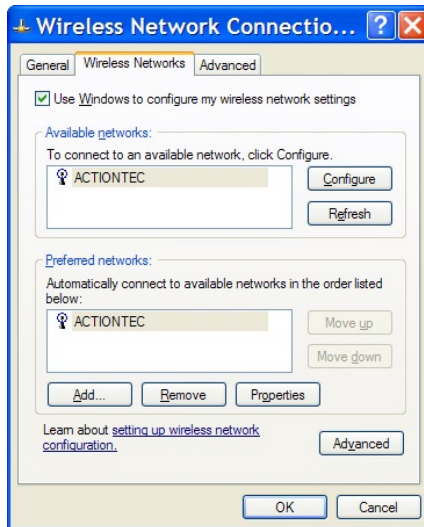 Wireless Network Connectio...
General Wireless Networks Advanced
Use Windows to configure my wireless network settings
Available networks:
To connect to an available network, click Configure.
ACTIONTEC
Configure
Refresh
Preferred networks:
Automatically connect to available networks in the order listed
below:
ACTIONTEC
Move up
Move down
Add... Remove Properties
Learn about setting up wireless network
configuration.
Advanced
OK Cancel